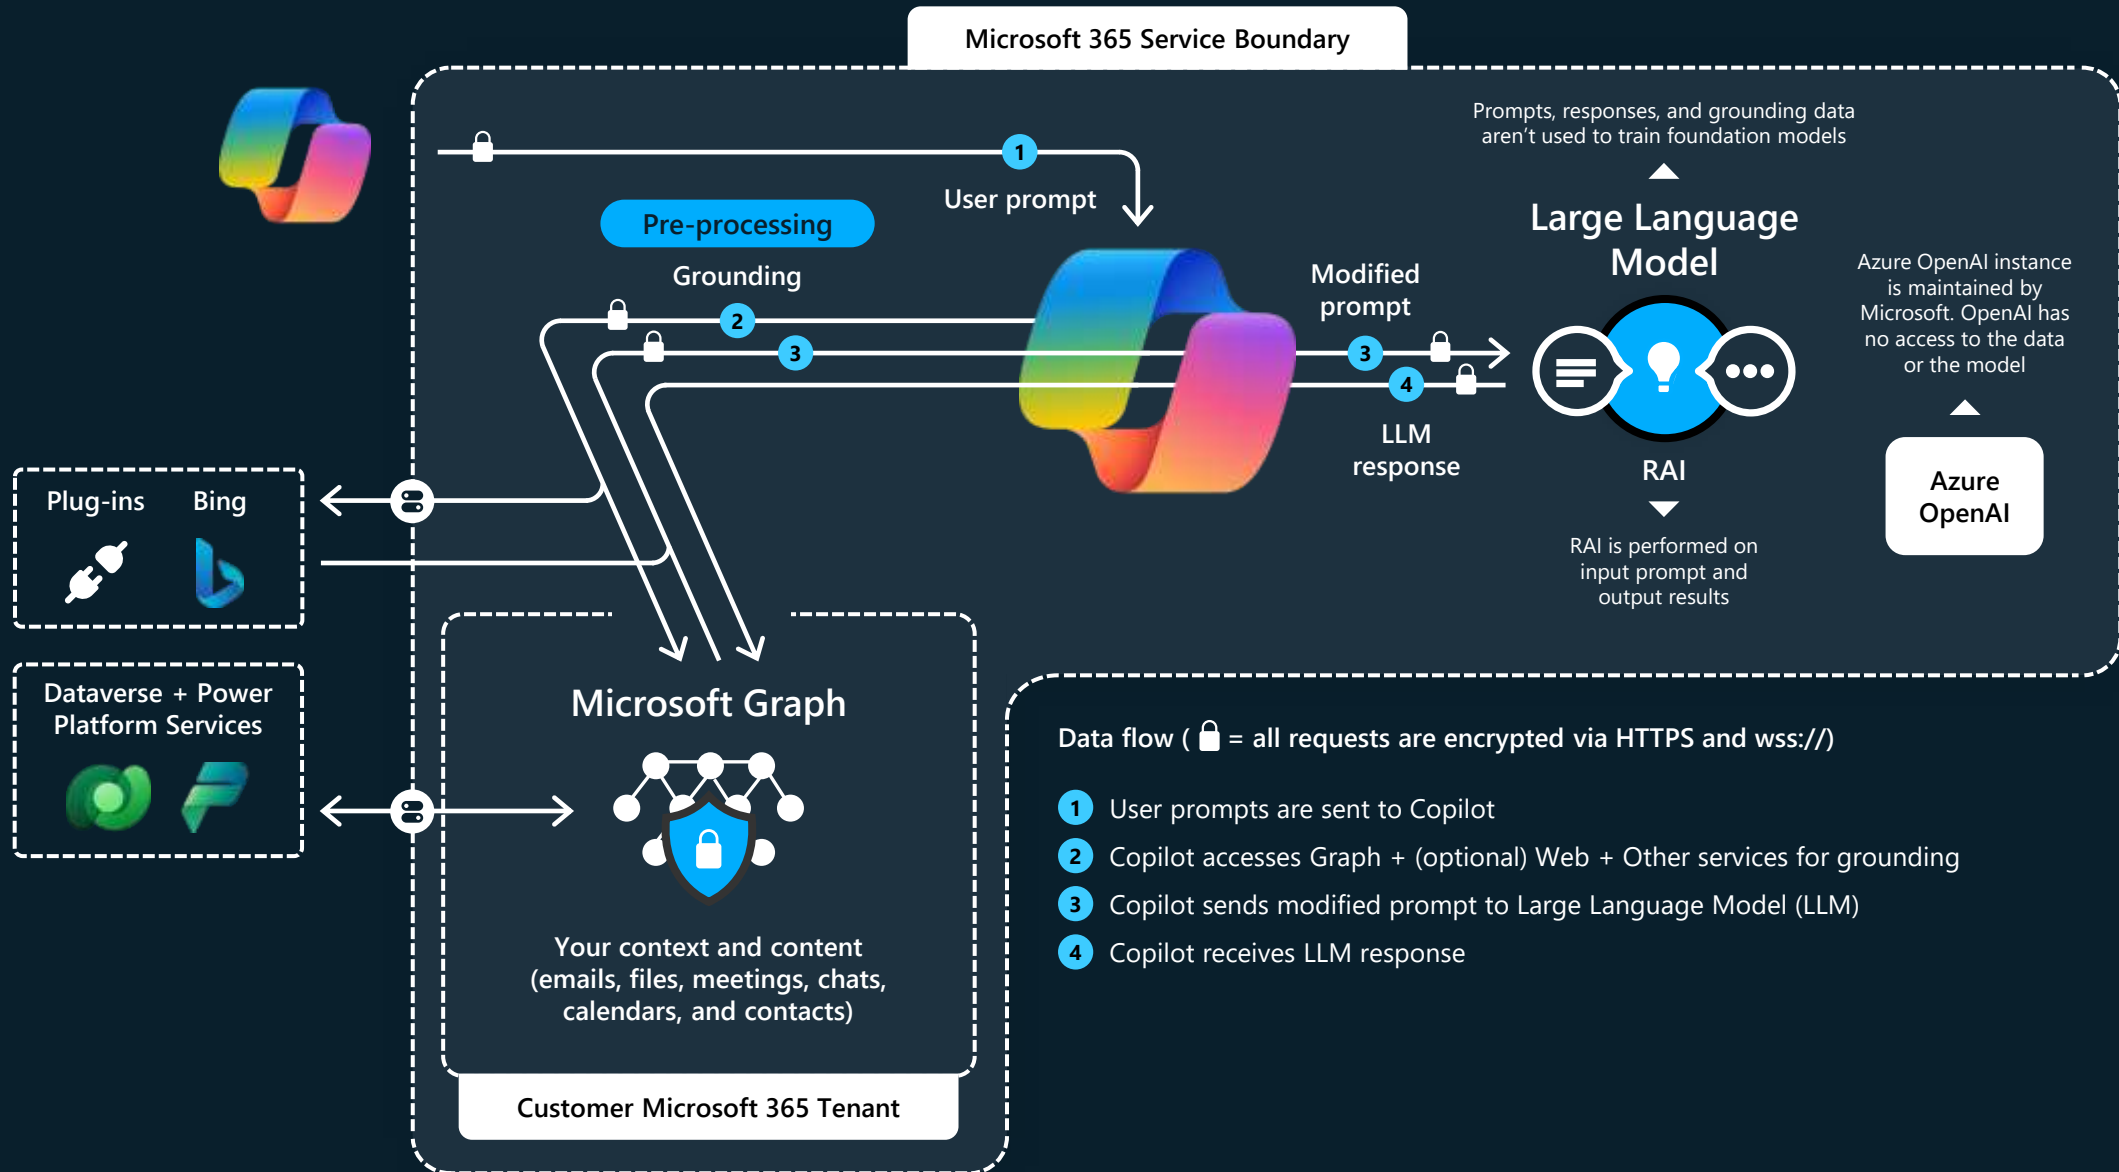 Microsoft 365 Service Boundary
Prompts, responses, and grounding data
aren't used to train foundation models
1
User prompt
Pre-processing
Grounding
2
3
Modified
prompt
3
4
LLM
response
Large Language
Model
RAI
RAI is performed on
input prompt and
output results
Azure OpenAI instance
is maintained by
Microsoft. OpenAI has
no access to the data
or the model
Azure
OpenAI
Plug-ins
Bing
Dataverse + Power
Platform Services
Microsoft Graph
Your context and content
(emails, files, meetings, chats,
calendars, and contacts)
Customer Microsoft 365 Tenant
Data flow ( = all requests are encrypted via HTTPS and wss://)
1 User prompts are sent to Copilot
2 Copilot accesses Graph + (optional) Web + Other services for grounding
3 Copilot sends modified prompt to Large Language Model (LLM)
4 Copilot receives LLM response